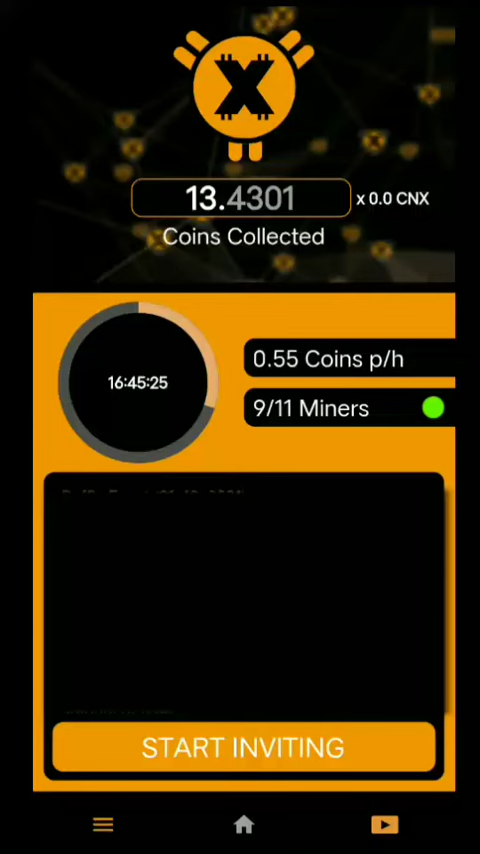 13.4301 x 0.0 CNX
Coins Collected
16:45:25
0.55 Coins p/h
9/11 Miners
START INVITING